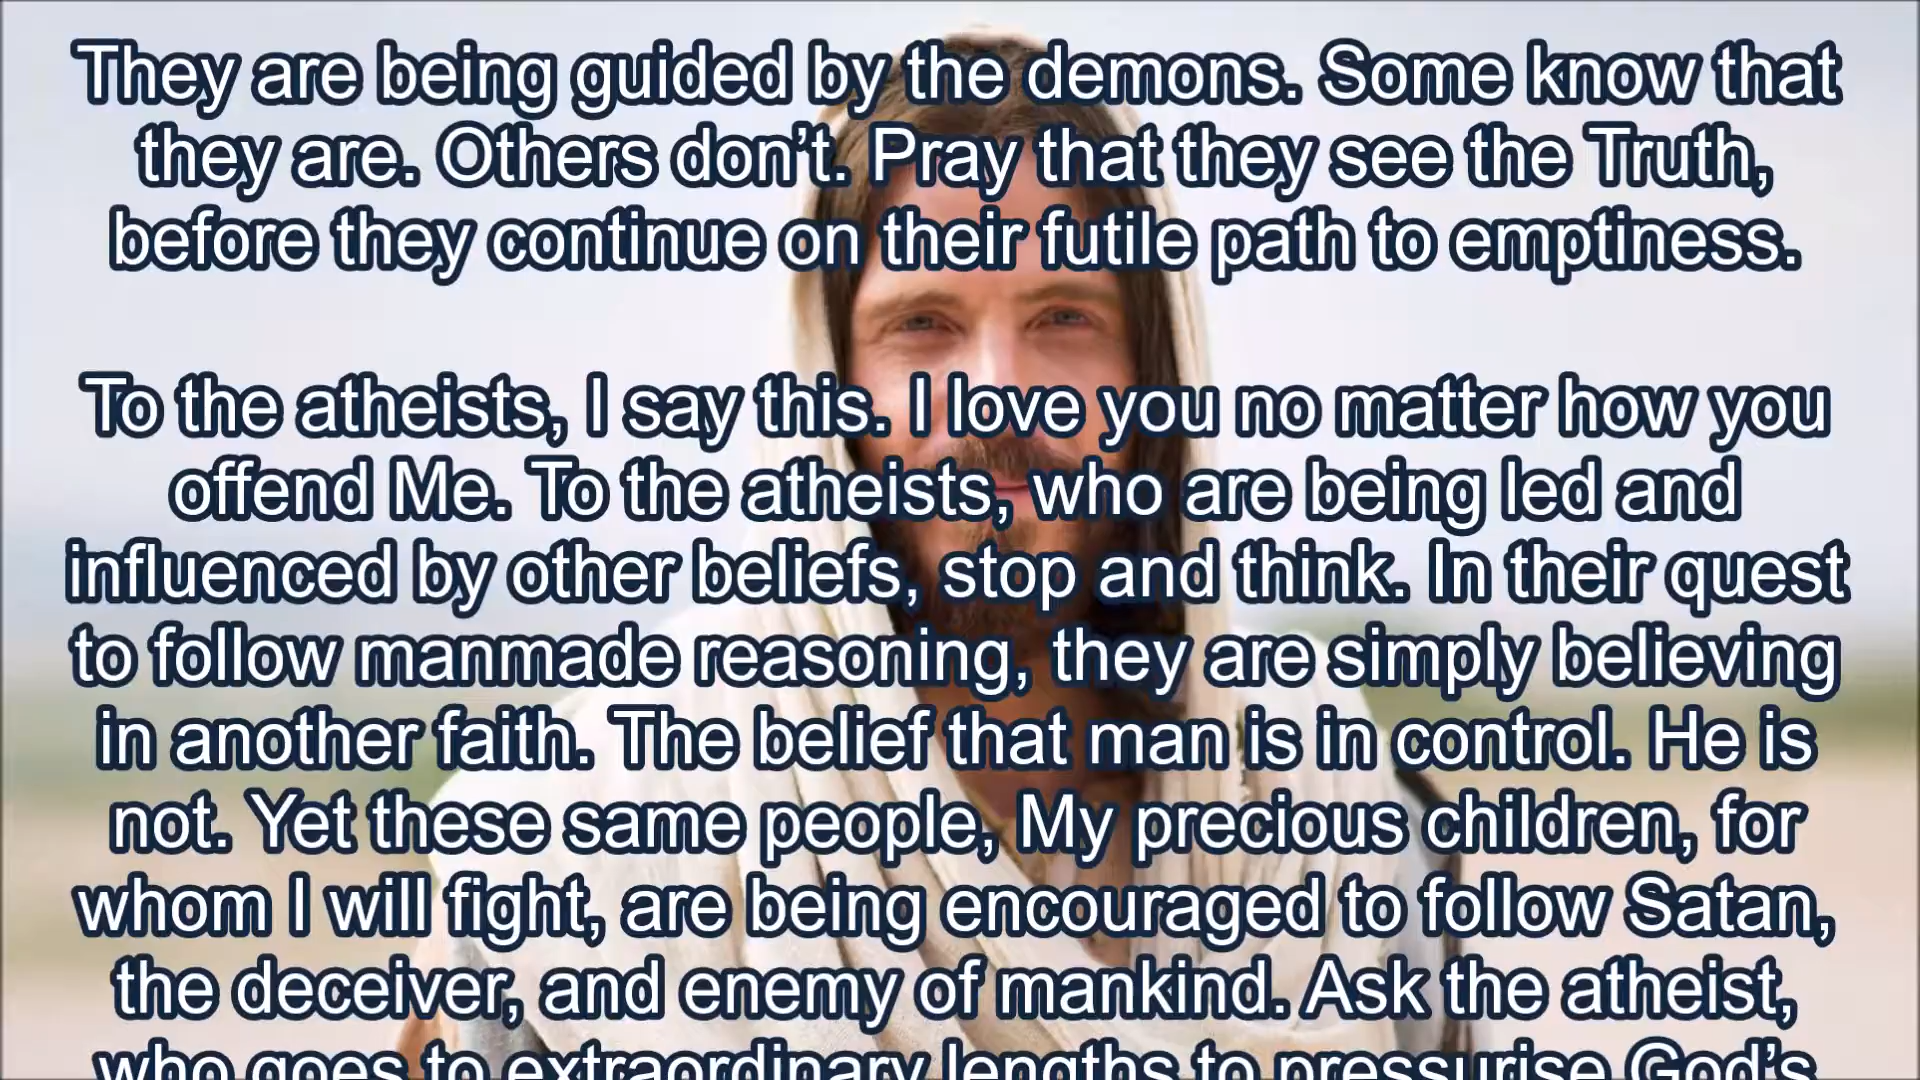 They are being guided by the demons. Some know that
they are. Others don’t. Pray that they see the Truth,
before they continue on their futile path to emptiness.
To the atheists, I say this. I love you no matter how you
offend Me. To the atheists, who are being led and
influenced by other beliefs, stop and think. In their quest
to follow manmade reasoning, they are simply believing
in another faith. The belief that man is in control. He is
not. Yet these same people, My precious children, for
whom I will fight, are being encouraged to follow Satan,
the deceiver, and enemy of mankind. Ask the atheist,
who goes to extraordinary lengths to pressurise God’s